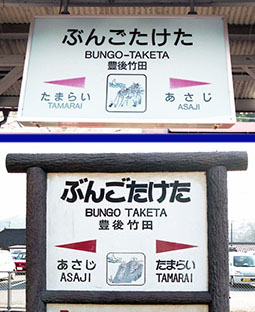 ぶんごたけた
BUNGO-TAKETA
豊後竹田
たまらい あさじ
TAMARAI ASAJI
ぶんごたけた
BUNGO TAKETA
豊後竹田
あさじ たまらい
ASAJI TAMARAI